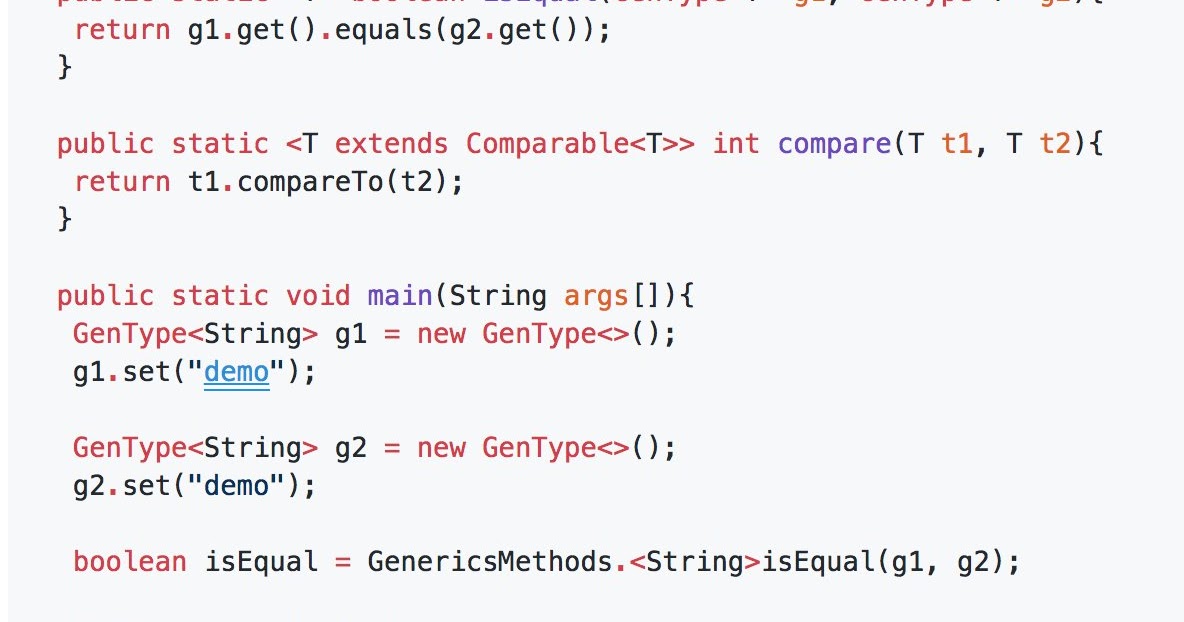 return g1.get().equals(g2.get());
}
public static <T extends Comparable<T>> int compare(T t1, T t2){
return t1.compareTo(t2);
}
public static void main(String args[]){
GenType<String> g1 = new GenType<>();
g1.set("demo");
GenType<String> g2 = new GenType<>();
g2.set("demo");
boolean isEqual = GenericsMethods.<String>isEqual(g1, g2);